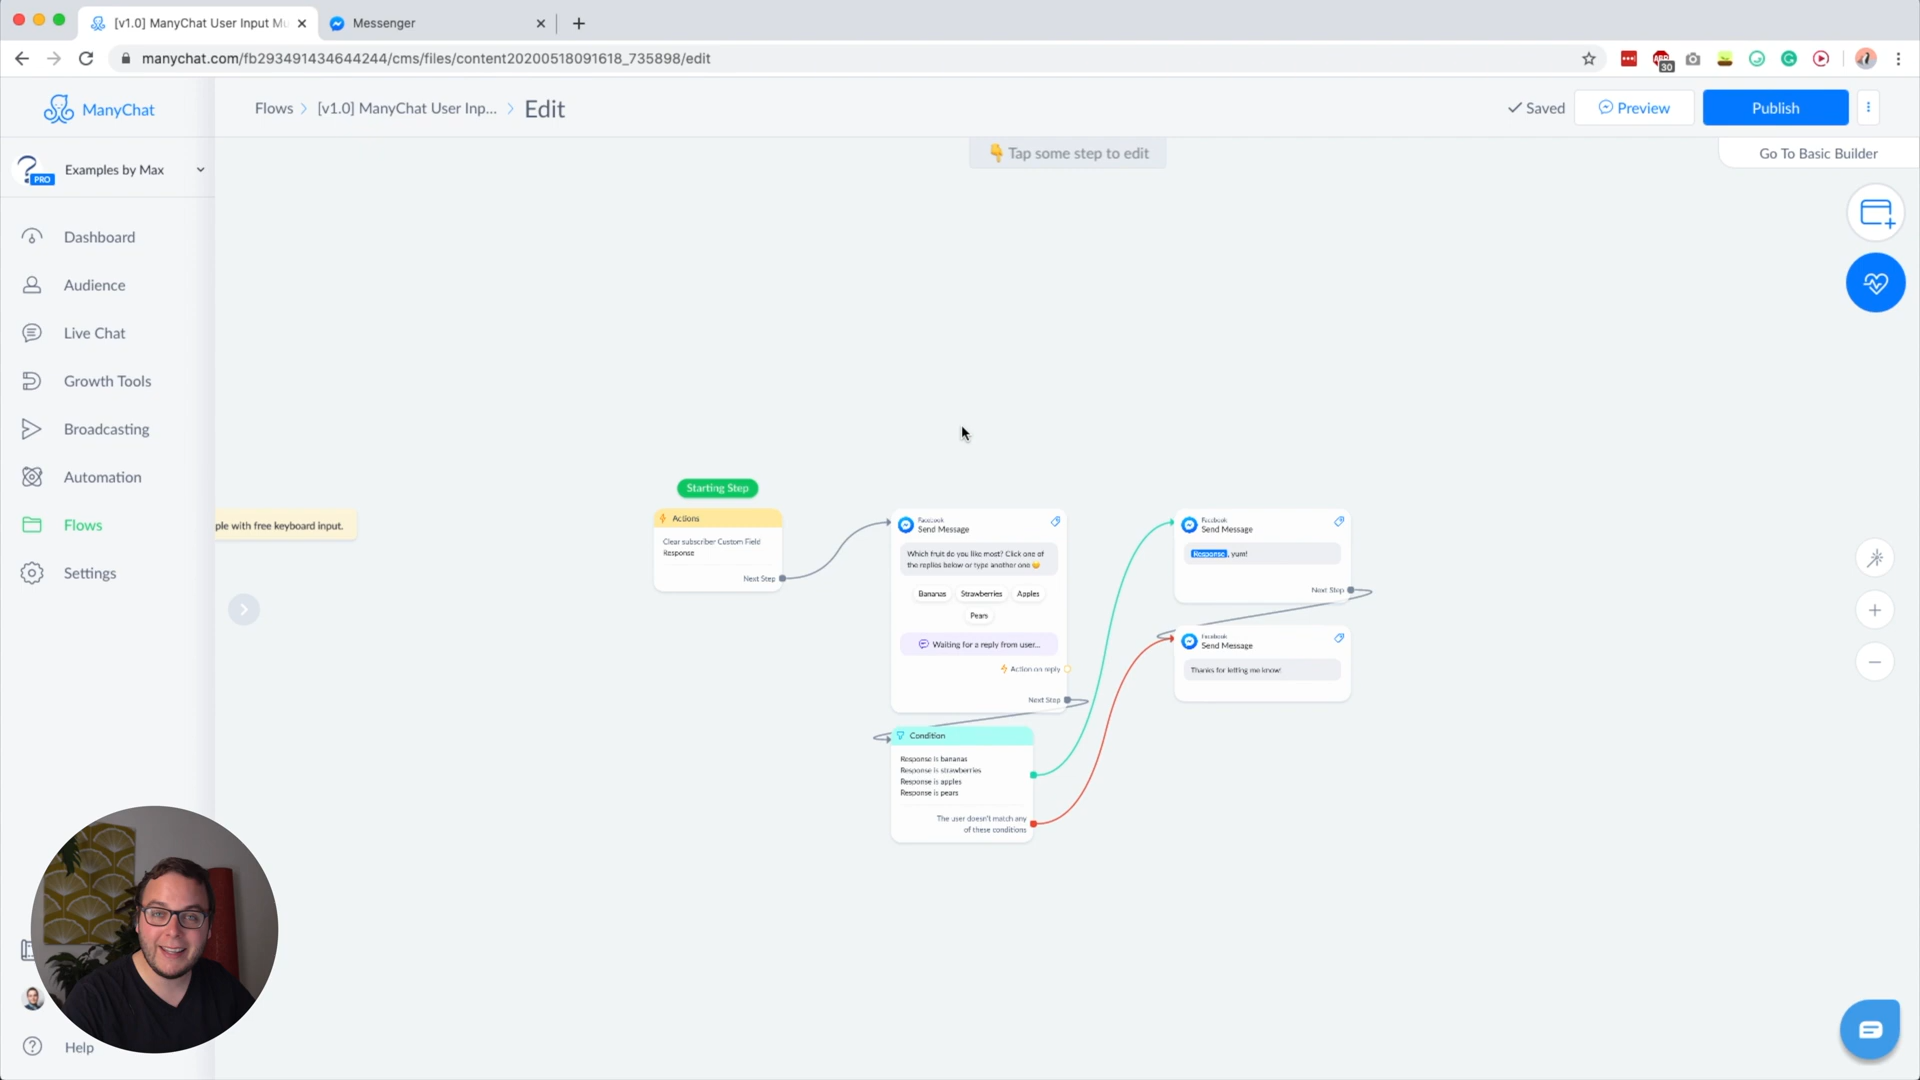 [v1.0] ManyChat User Input Mu
Messenger
manychat.com/fb293491434644244/cms/files/content20200518091618_735898/edit
30
ManyChat
Flows
[v1.0] ManyChat User Inp...
Edit
Saved
Preview
Publish
👇 Tap some step to edit
Go To Basic Builder
PRO
Examples by Max
Dashboard
Audience
Live Chat
Growth Tools
Broadcasting
Automation
Flows
Settings
Help
ple with free keyboard input.
Starting Step
Actions
Clear subscriber Custom Field
Response
Next Step
Facebook
Send Message
Which fruit do you like most? Click one of
the replies below or type another one 😄
Bananas
Strawberries
Apples
Pears
Waiting for a reply from user...
Action on reply
Next Step
Condition
Response is bananas
Response is strawberries
Response is apples
Response is pears
The user doesn't match any
of these conditions
Facebook
Send Message
Response, yum!
Next Step
Facebook
Send Message
Thanks for letting me know!